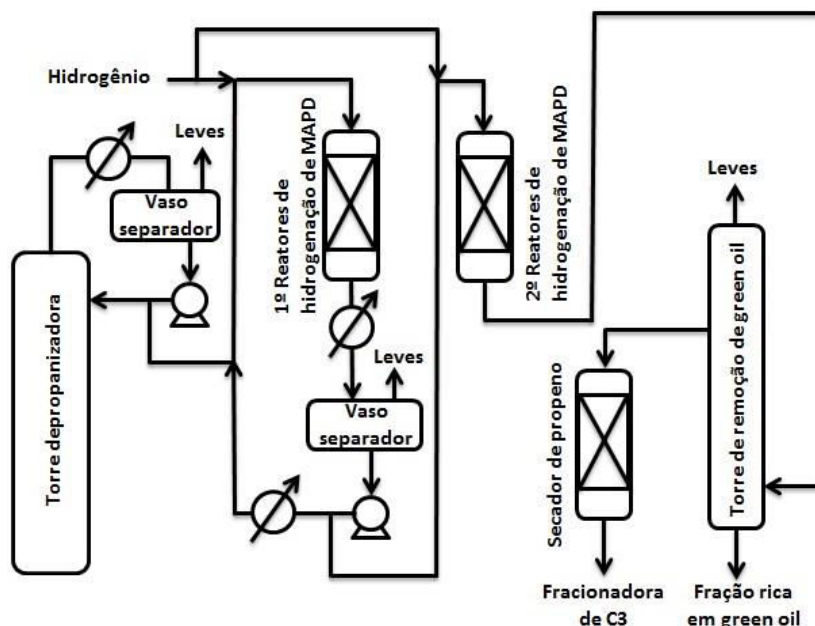 Hidrogênio
Leves
Vaso
separador
Torre depropanizadora
1º Reatores de
hidrogenação de MAPD
Leves
Vaso
separador
2º Reatores de
hidrogenação de MAPD
Leves
Secador de propeno
Torre de remoção de green oil
Fracionadora
de C3
Fração rica
em green oil